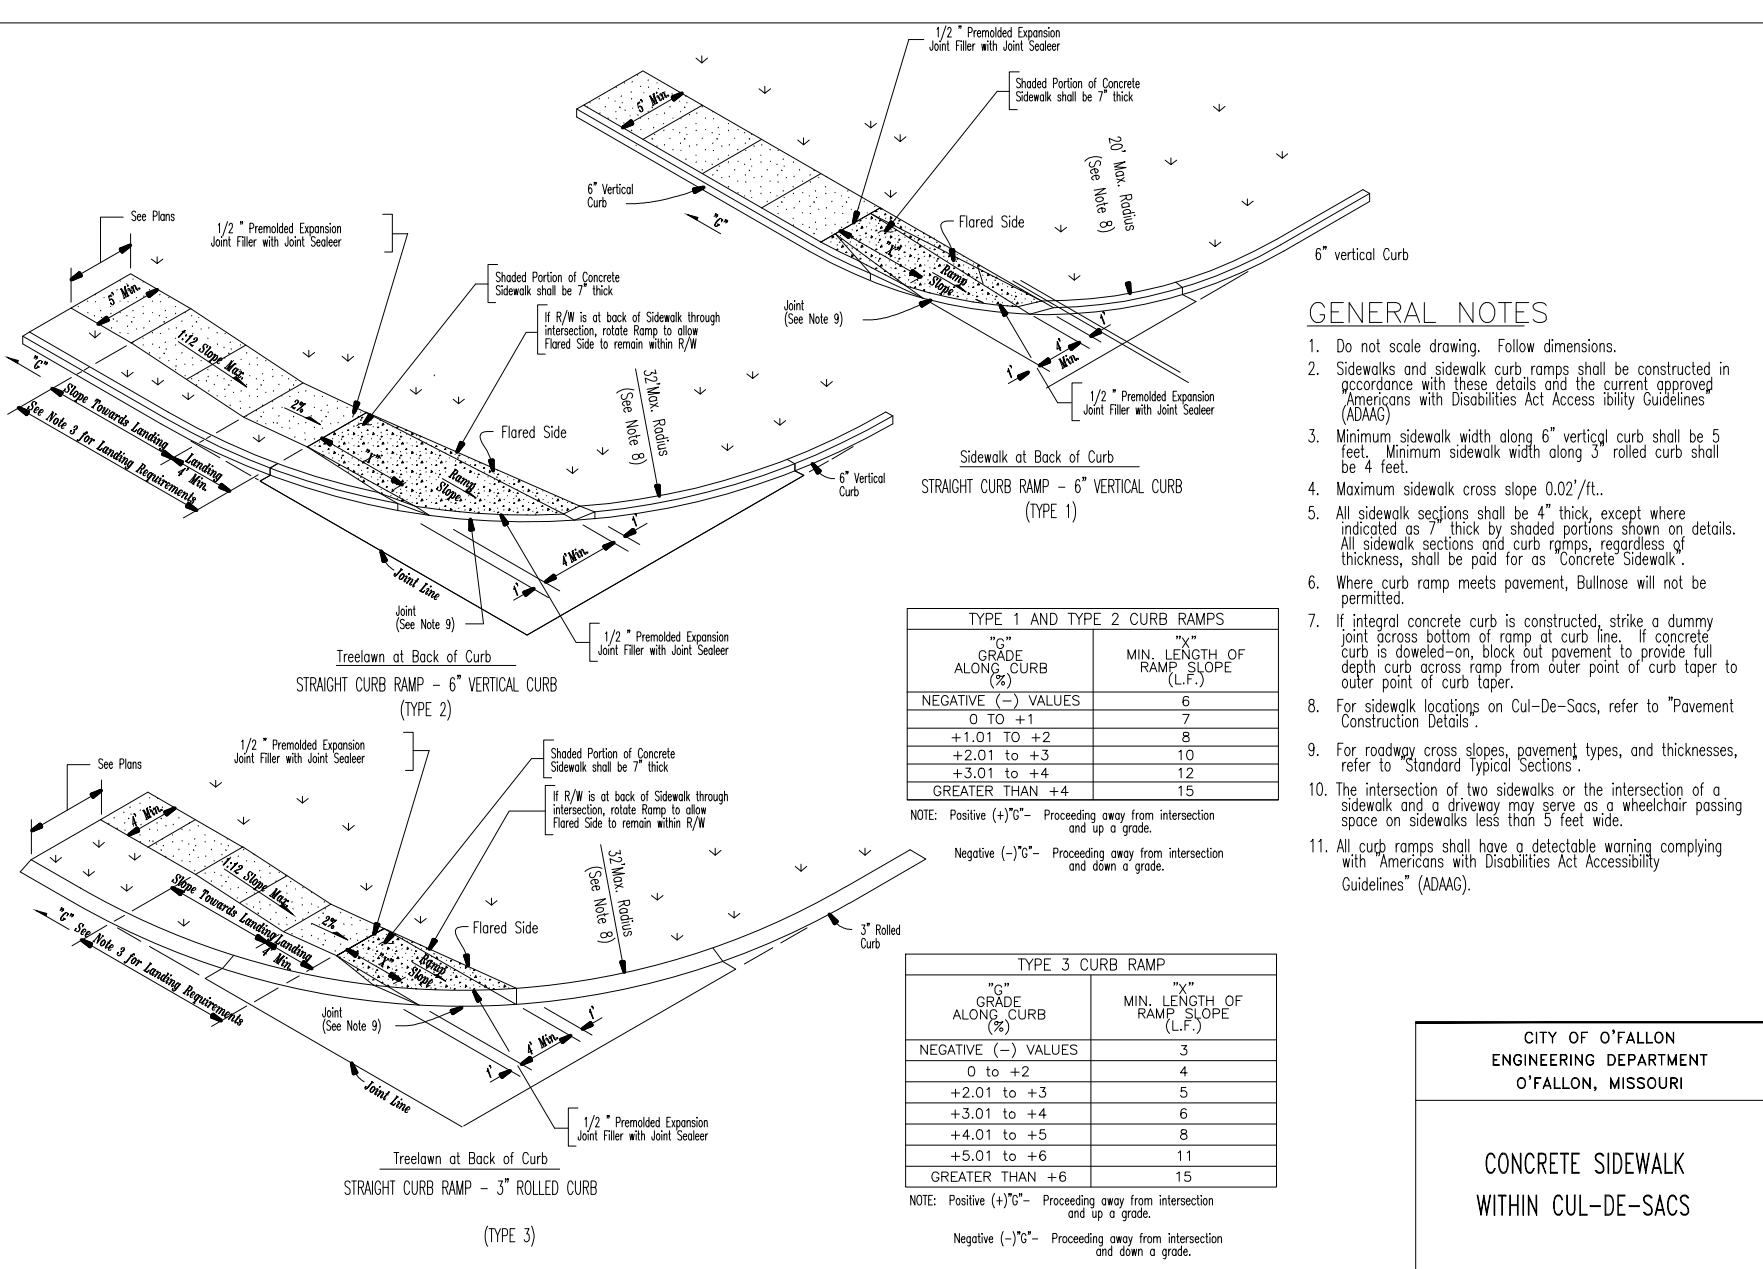 1/2 " Premolded Expansion
Joint Filler with Joint Sealeer
Shaded Portion of Concrete
Sidewalk shall be 7" thick
5' Min.
20' Max. Radius
(See Note 8)
6" Vertical
Curb
"G"
Flared Side
"X"
Ramp
Slope
6" vertical Curb
Joint
(See Note 9)
1'
4'
Min.
1'
1/2 " Premolded Expansion
Joint Filler with Joint Sealeer
Sidewalk at Back of Curb
STRAIGHT CURB RAMP - 6" VERTICAL CURB
(TYPE 1)
See Plans
1/2 " Premolded Expansion
Joint Filler with Joint Sealeer
Shaded Portion of Concrete
Sidewalk shall be 7" thick
If R/W is at back of Sidewalk through
intersection, rotate Ramp to allow
Flared Side to remain within R/W
5' Min.
1:12 Slope Max.
"G"
Slope Towards Landing
Landing
4' Min.
See Note 3 for Landing Requirements
2%
32'Max. Radius
(See Note 8)
Flared Side
"X"
Ramp
Slope
6" Vertical
Curb
1'
4'Min.
1'
Joint Line
Joint
(See Note 9)
1/2 " Premolded Expansion
Joint Filler with Joint Sealeer
Treelawn at Back of Curb
STRAIGHT CURB RAMP - 6" VERTICAL CURB
(TYPE 2)
See Plans
1/2 " Premolded Expansion
Joint Filler with Joint Sealeer
Shaded Portion of Concrete
Sidewalk shall be 7" thick
If R/W is at back of Sidewalk through
intersection, rotate Ramp to allow
Flared Side to remain within R/W
4' Min.
1:12 Slope Max.
Slope Towards Landing
Landing
4' Min.
"G"
See Note 3 for Landing Requirements
2%
32'Max. Radius
(See Note 8)
Flared Side
"X"
Ramp
Slope
3" Rolled
Curb
Joint
(See Note 9)
1'
4' Min.
1'
Joint Line
1/2 " Premolded Expansion
Joint Filler with Joint Sealeer
Treelawn at Back of Curb
STRAIGHT CURB RAMP - 3" ROLLED CURB
(TYPE 3)
TYPE 1 AND TYPE 2 CURB RAMPS
"G" GRADE ALONG CURB (%)
"X" MIN. LENGTH OF RAMP SLOPE (L.F.)
NEGATIVE (-) VALUES 6
0 TO +1 7
+1.01 TO +2 8
+2.01 to +3 10
+3.01 to +4 12
GREATER THAN +4 15
NOTE: Positive (+)"G"- Proceeding away from intersection
and up a grade.
Negative (-)"G"- Proceeding away from intersection
and down a grade.
TYPE 3 CURB RAMP
"G" GRADE ALONG CURB (%)
"X" MIN. LENGTH OF RAMP SLOPE (L.F.)
NEGATIVE (-) VALUES 3
0 to +2 4
+2.01 to +3 5
+3.01 to +4 6
+4.01 to +5 8
+5.01 to +6 11
GREATER THAN +6 15
NOTE: Positive (+)"G"- Proceeding away from intersection
and up a grade.
Negative (-)"G"- Proceeding away from intersection
and down a grade.
GENERAL NOTES
1. Do not scale drawing. Follow dimensions.
2. Sidewalks and sidewalk curb ramps shall be constructed in
accordance with these details and the current approved
"Americans with Disabilities Act Access ibility Guidelines"
(ADAAG)
3. Minimum sidewalk width along 6" vertical curb shall be 5
feet. Minimum sidewalk width along 3" rolled curb shall
be 4 feet.
4. Maximum sidewalk cross slope 0.02'/ft..
5. All sidewalk sections shall be 4" thick, except where
indicated as 7" thick by shaded portions shown on details.
All sidewalk sections and curb ramps, regardless of
thickness, shall be paid for as "Concrete Sidewalk".
6. Where curb ramp meets pavement, Bullnose will not be
permitted.
7. If integral concrete curb is constructed, strike a dummy
joint across bottom of ramp at curb line. If concrete
curb is doweled-on, block out pavement to provide full
depth curb across ramp from outer point of curb taper to
outer point of curb taper.
8. For sidewalk locations on Cul-De-Sacs, refer to "Pavement
Construction Details".
9. For roadway cross slopes, pavement types, and thicknesses,
refer to "Standard Typical Sections".
10. The intersection of two sidewalks or the intersection of a
sidewalk and a driveway may serve as a wheelchair passing
space on sidewalks less than 5 feet wide.
11. All curb ramps shall have a detectable warning complying
with "Americans with Disabilities Act Accessibility
Guidelines" (ADAAG).
CITY OF O'FALLON
ENGINEERING DEPARTMENT
O'FALLON, MISSOURI
CONCRETE SIDEWALK
WITHIN CUL-DE-SACS